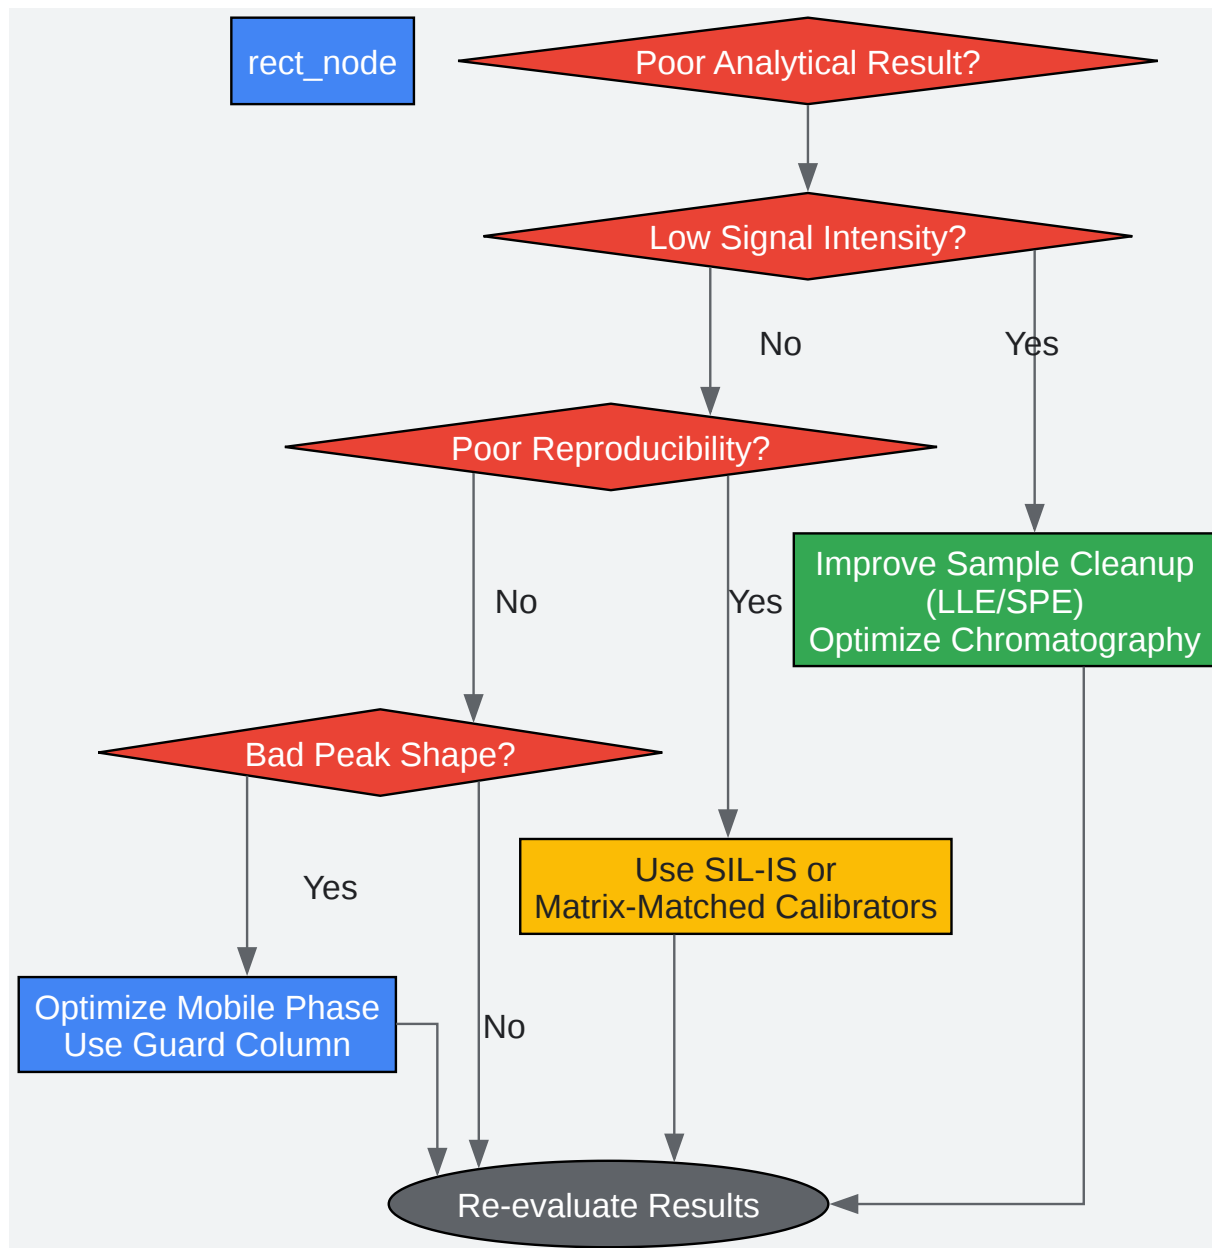 rect_node
Poor Analytical Result?
Low Signal Intensity?
No
Yes
Poor Reproducibility?
Improve Sample Cleanup
(LLE/SPE)
Optimize Chromatography
No
Yes
Bad Peak Shape?
Use SIL-IS or
Matrix-Matched Calibrators
Yes
Optimize Mobile Phase
Use Guard Column
No
Re-evaluate Results